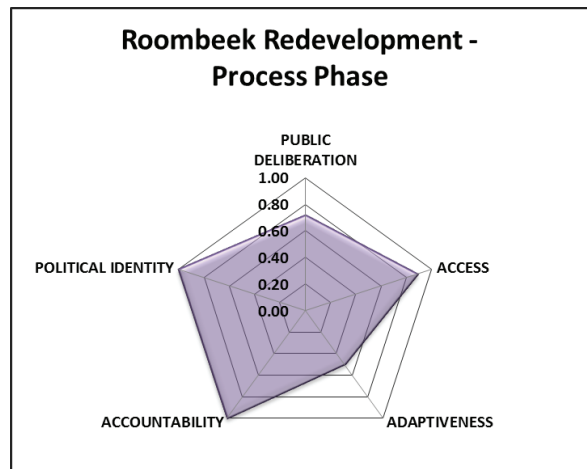 Roombeek Redevelopment -
Process Phase
PUBLIC
DELIBERATION
1.00
0.80
0.60
0.40
0.20
0.00
POLITICAL IDENTITY
ACCESS
ACCOUNTABILITY
ADAPTIVENESS